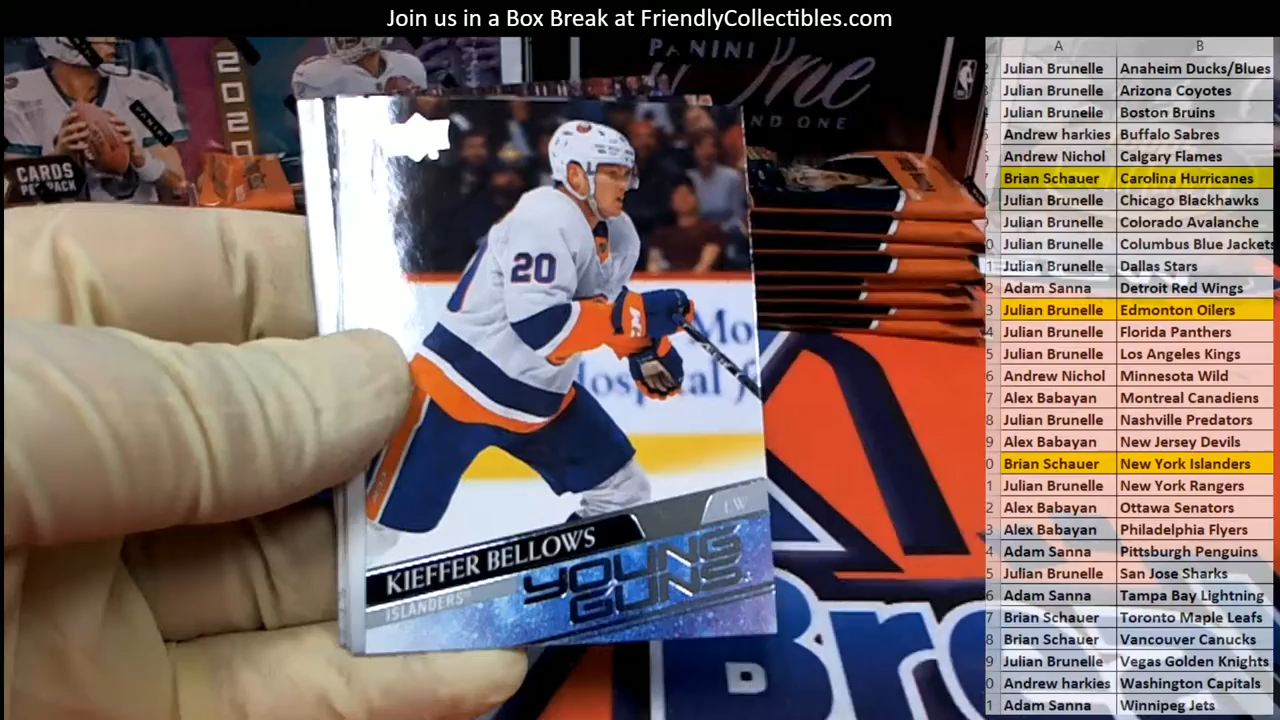 Join us in a Box Break at FriendlyCollectibles.com
2020
CARDS
PER PACK
PANINI
PANINI
One
AND ONE
20
Mo
Hospital f
LW
KIEFFER BELLOWS
ISLANDERS
YOUNG
GUNS
Bro
A B
Julian Brunelle Anaheim Ducks/Blues
Julian Brunelle Arizona Coyotes
Julian Brunelle Boston Bruins
Andrew harkies Buffalo Sabres
Andrew Nichol Calgary Flames
Brian Schauer Carolina Hurricanes
Julian Brunelle Chicago Blackhawks
Julian Brunelle Colorado Avalanche
Julian Brunelle Columbus Blue Jackets
Julian Brunelle Dallas Stars
Adam Sanna Detroit Red Wings
Julian Brunelle Edmonton Oilers
Julian Brunelle Florida Panthers
Julian Brunelle Los Angeles Kings
Andrew Nichol Minnesota Wild
Alex Babayan Montreal Canadiens
Julian Brunelle Nashville Predators
Alex Babayan New Jersey Devils
Brian Schauer New York Islanders
Julian Brunelle New York Rangers
Alex Babayan Ottawa Senators
Alex Babayan Philadelphia Flyers
Adam Sanna Pittsburgh Penguins
Julian Brunelle San Jose Sharks
Adam Sanna Tampa Bay Lightning
Brian Schauer Toronto Maple Leafs
Brian Schauer Vancouver Canucks
Julian Brunelle Vegas Golden Knights
Andrew harkies Washington Capitals
Adam Sanna Winnipeg Jets